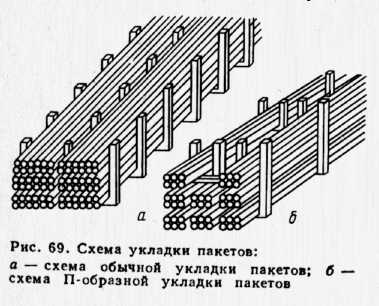 а
б
Рис. 69. Схема укладки пакетов:
а — схема обычной укладки пакетов; б —
схема П-образной укладки пакетов